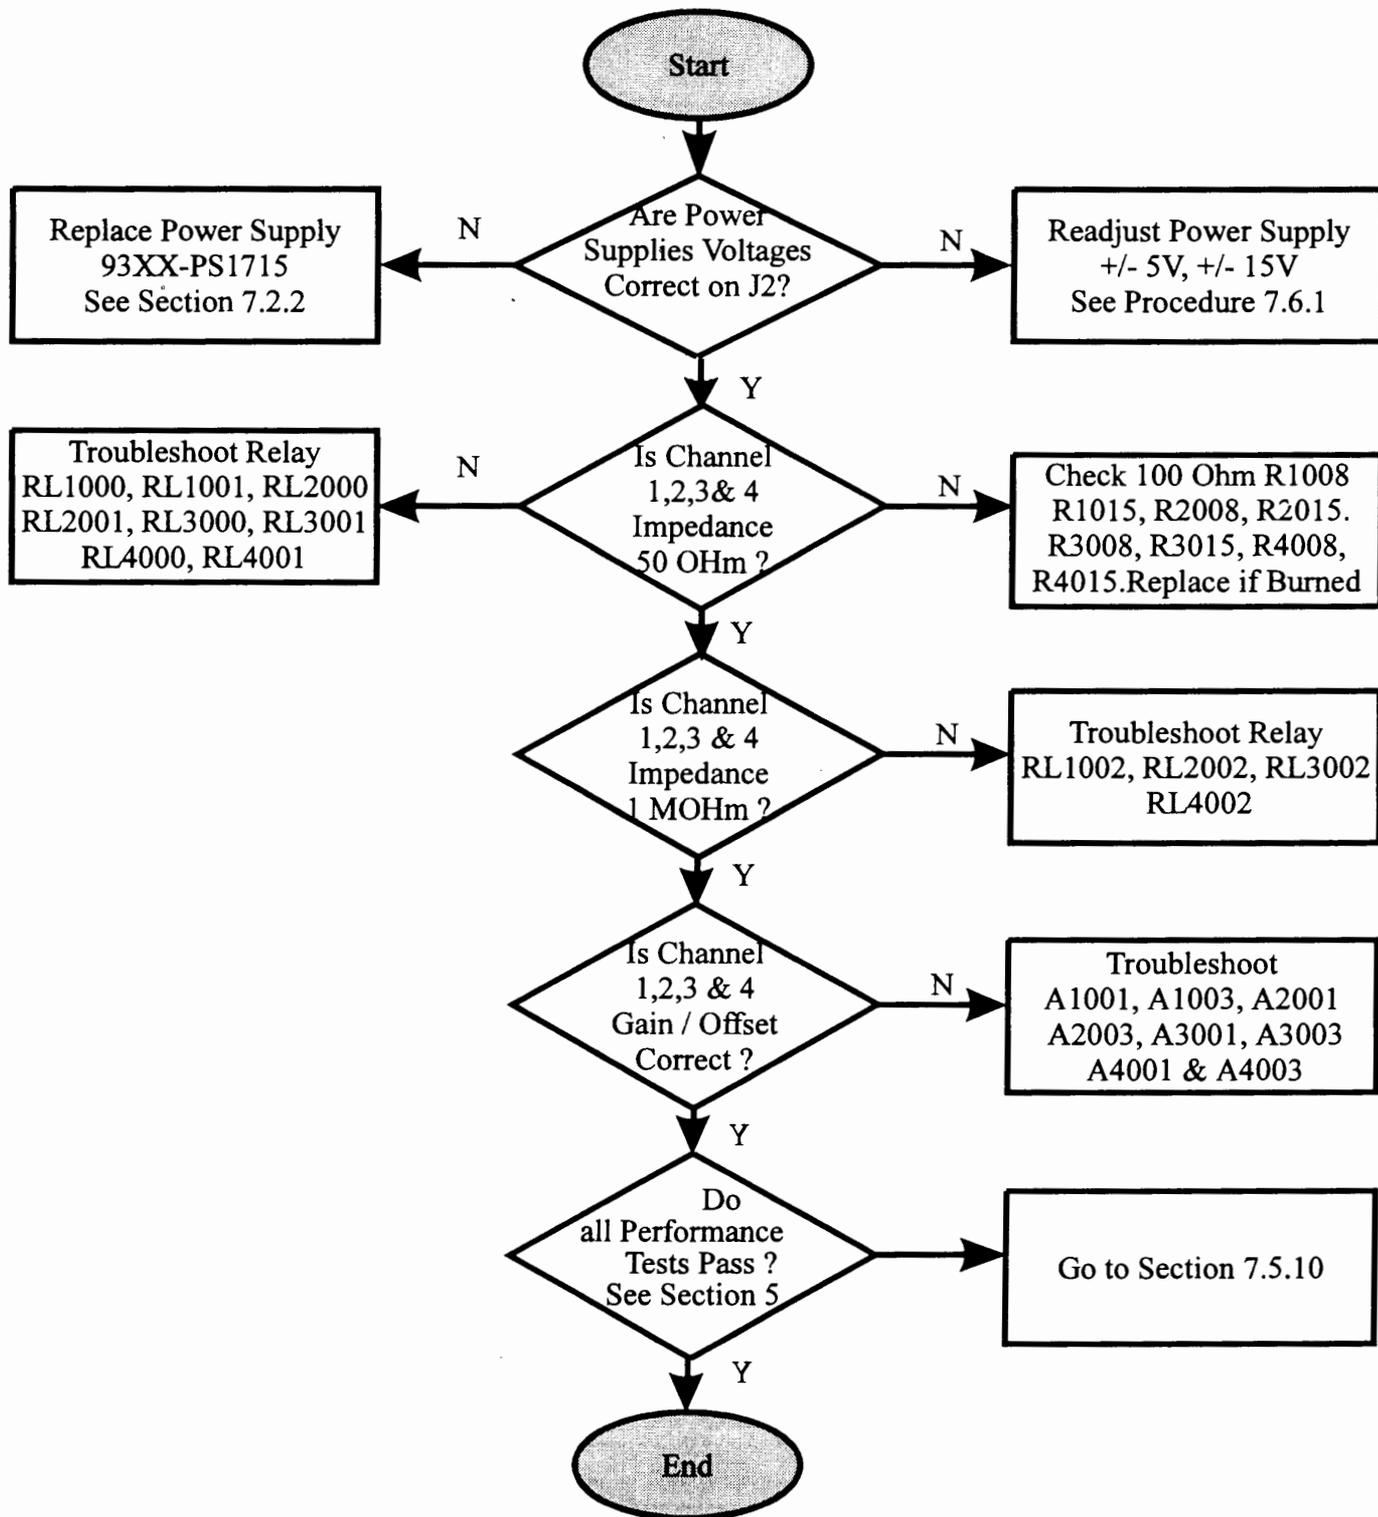 Start
Are Power
Supplies Voltages
Correct on J2?
N
Replace Power Supply
93XX-PS1715
See Section 7.2.2
N
Readjust Power Supply
+/- 5V, +/- 15V
See Procedure 7.6.1
Y
Is Channel
1,2,3& 4
Impedance
50 OHm ?
N
Troubleshoot Relay
RL1000, RL1001, RL2000
RL2001, RL3000, RL3001
RL4000, RL4001
N
Check 100 Ohm R1008
R1015, R2008, R2015.
R3008, R3015, R4008,
R4015.Replace if Burned
Y
Is Channel
1,2,3 & 4
Impedance
1 MOHm ?
N
Troubleshoot Relay
RL1002, RL2002, RL3002
RL4002
Y
Is Channel
1,2,3 & 4
Gain / Offset
Correct ?
N
Troubleshoot
A1001, A1003, A2001
A2003, A3001, A3003
A4001 & A4003
Y
Do
all Performance
Tests Pass ?
See Section 5
Go to Section 7.5.10
Y
End